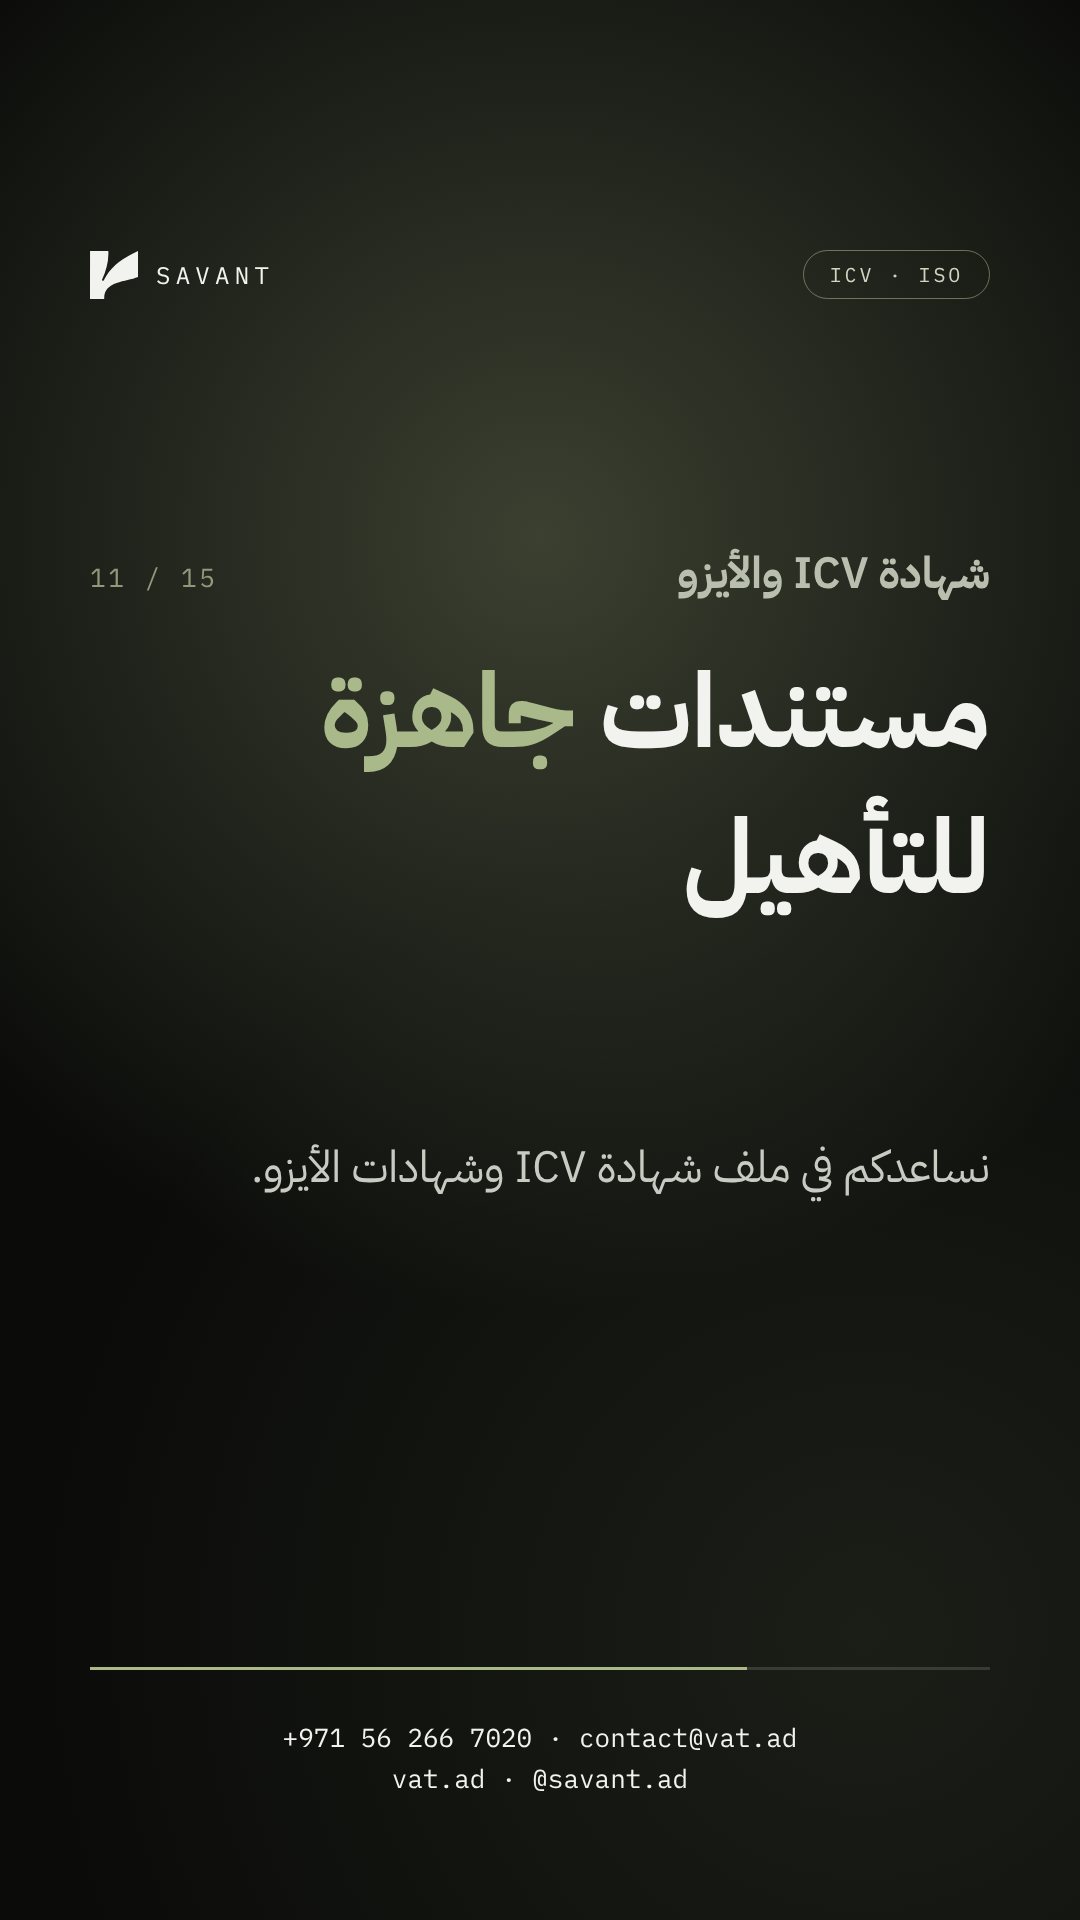 SAVANT
ICV · ISO
شهادة ICV والأيزو
11 / 15
مستندات جاهزة
للتأهيل
نساعدكم في ملف شهادة ICV وشهادات الأيزو.
+971 56 266 7020 · contact@vat.ad
vat.ad · @savant.ad